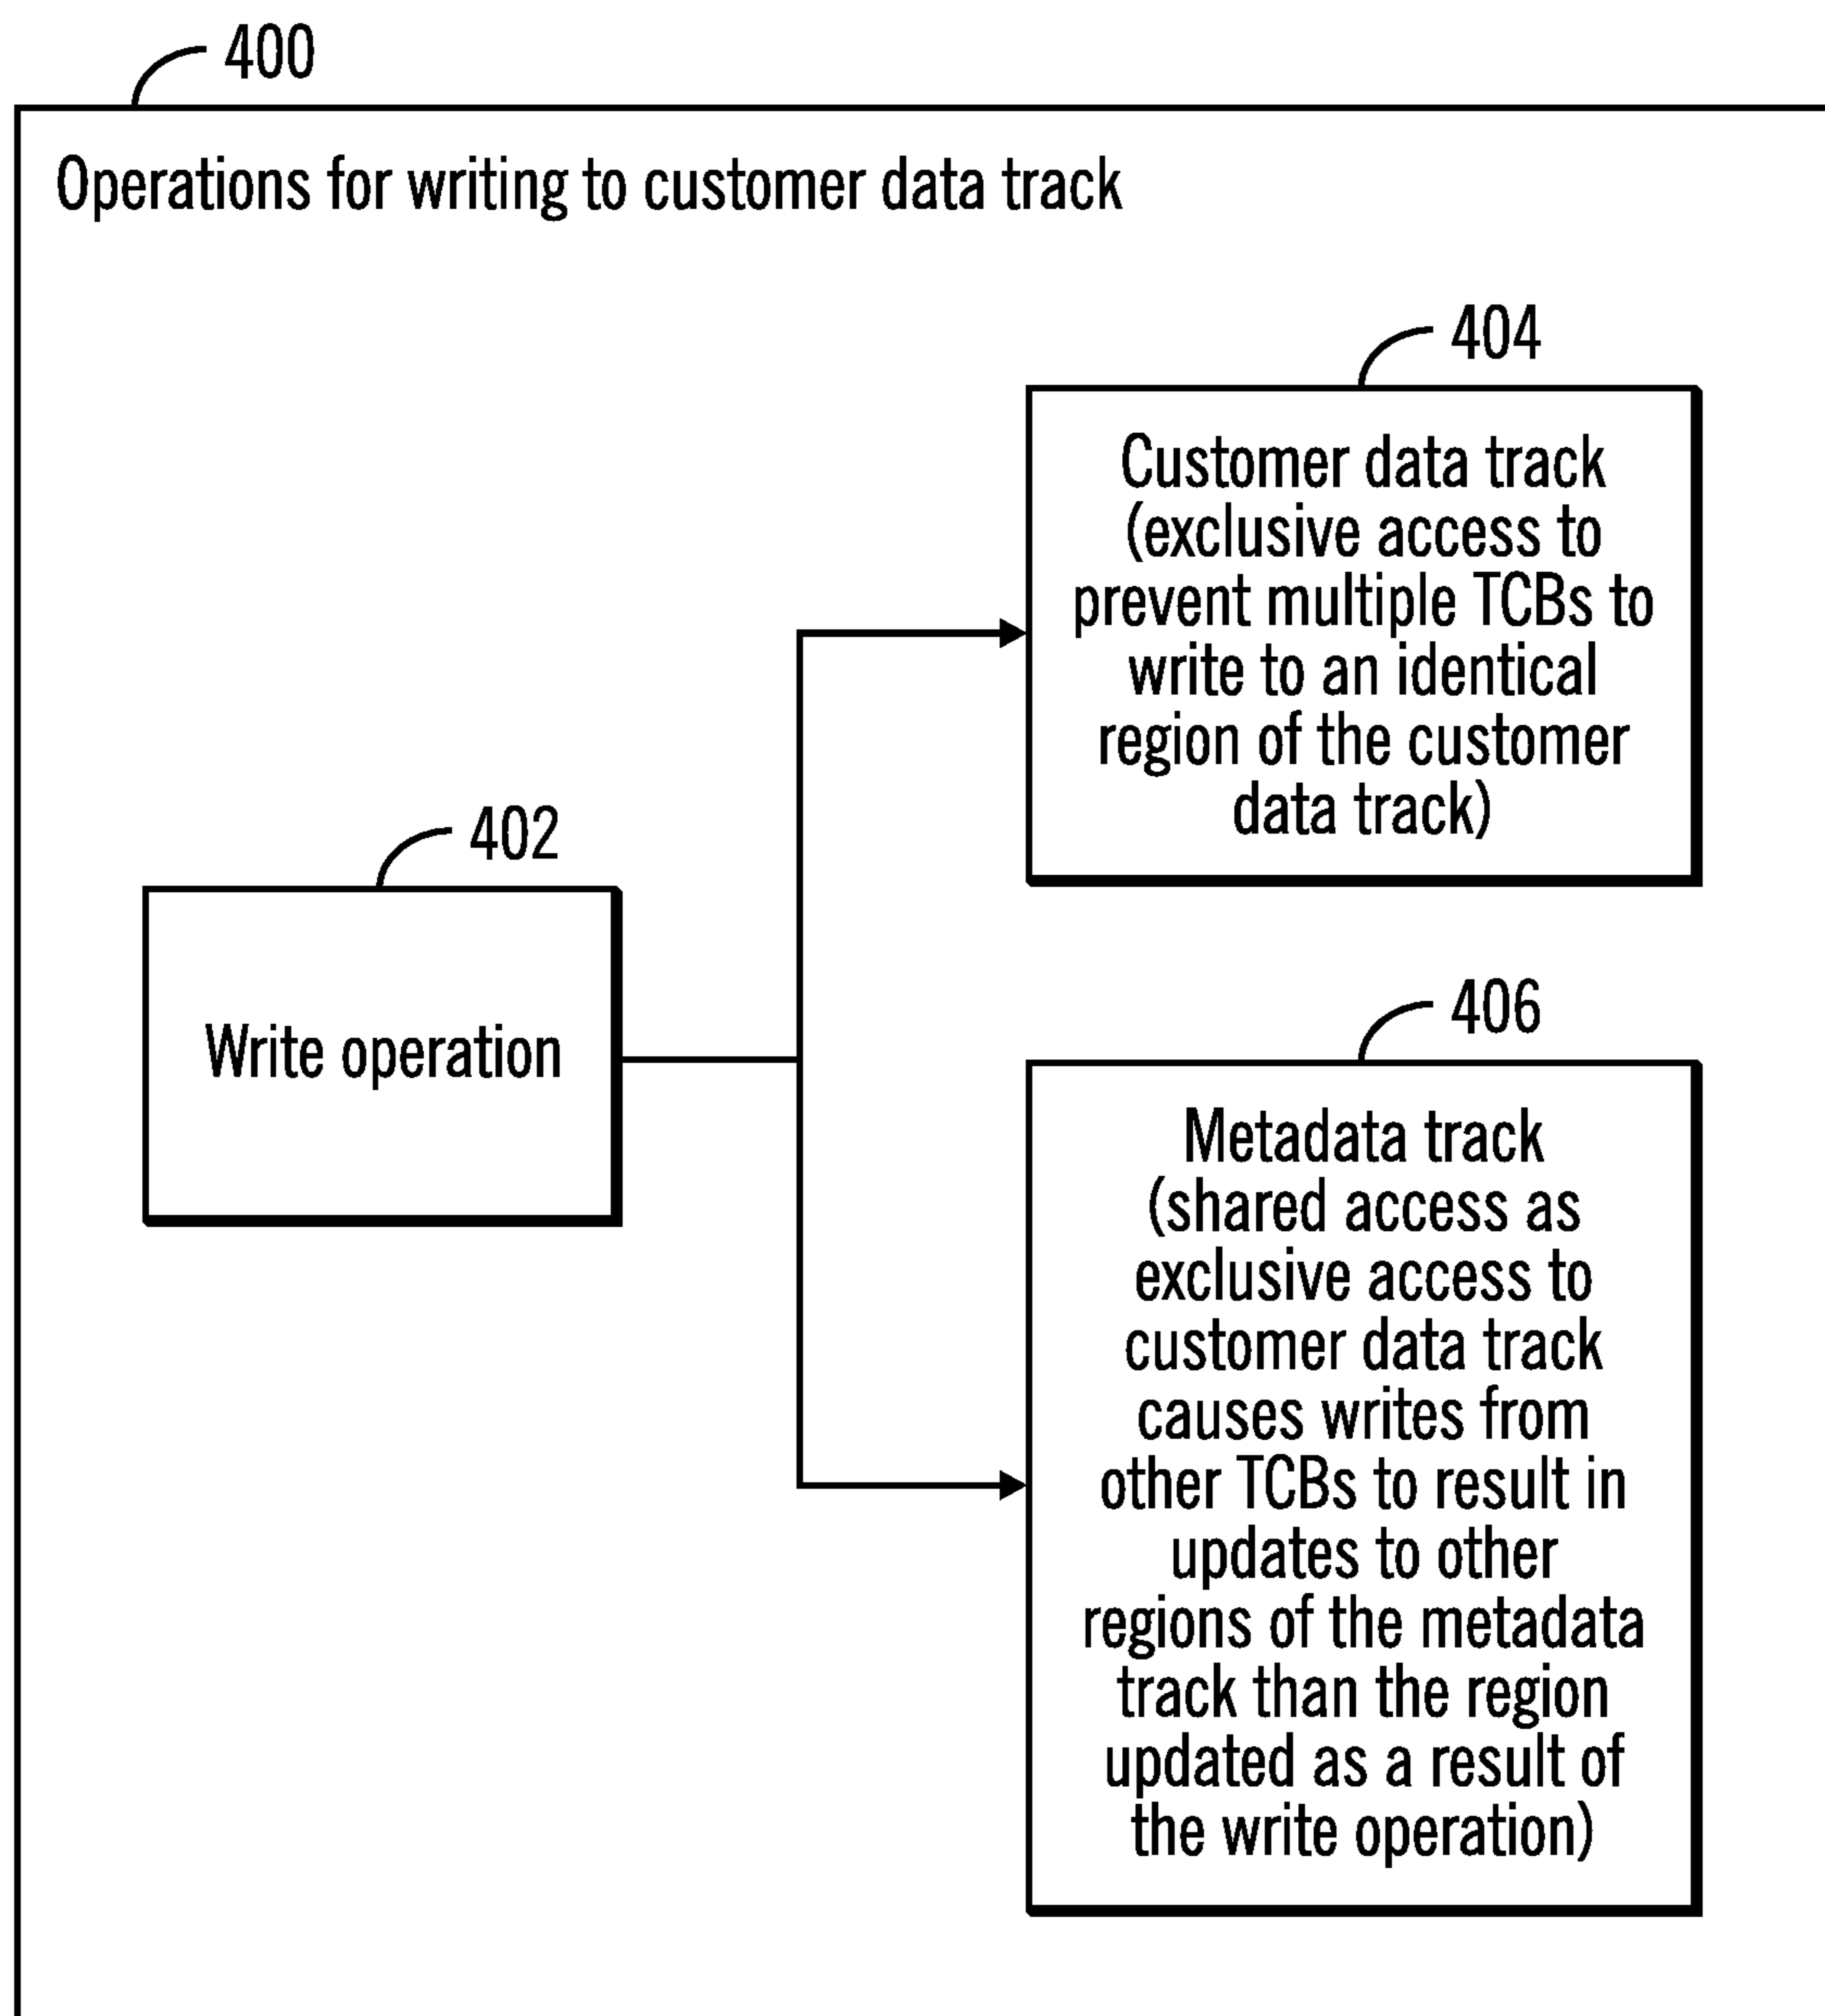 400
Operations for writing to customer data track
404
Customer data track
(exclusive access to
prevent multiple TCBs to
write to an identical
region of the customer
data track)
402
Write operation
406
Metadata track
(shared access as
exclusive access to
customer data track
causes writes from
other TCBs to result in
updates to other
regions of the metadata
track than the region
updated as a result of
the write operation)